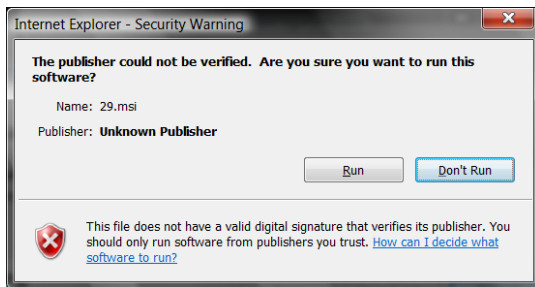 Internet Explorer - Security Warning
The publisher could not be verified.  Are you sure you want to run this
software?
Name: 29.msi
Publisher: Unknown Publisher
Run Don't Run
This file does not have a valid digital signature that verifies its publisher. You
should only run software from publishers you trust. How can I decide what
software to run?